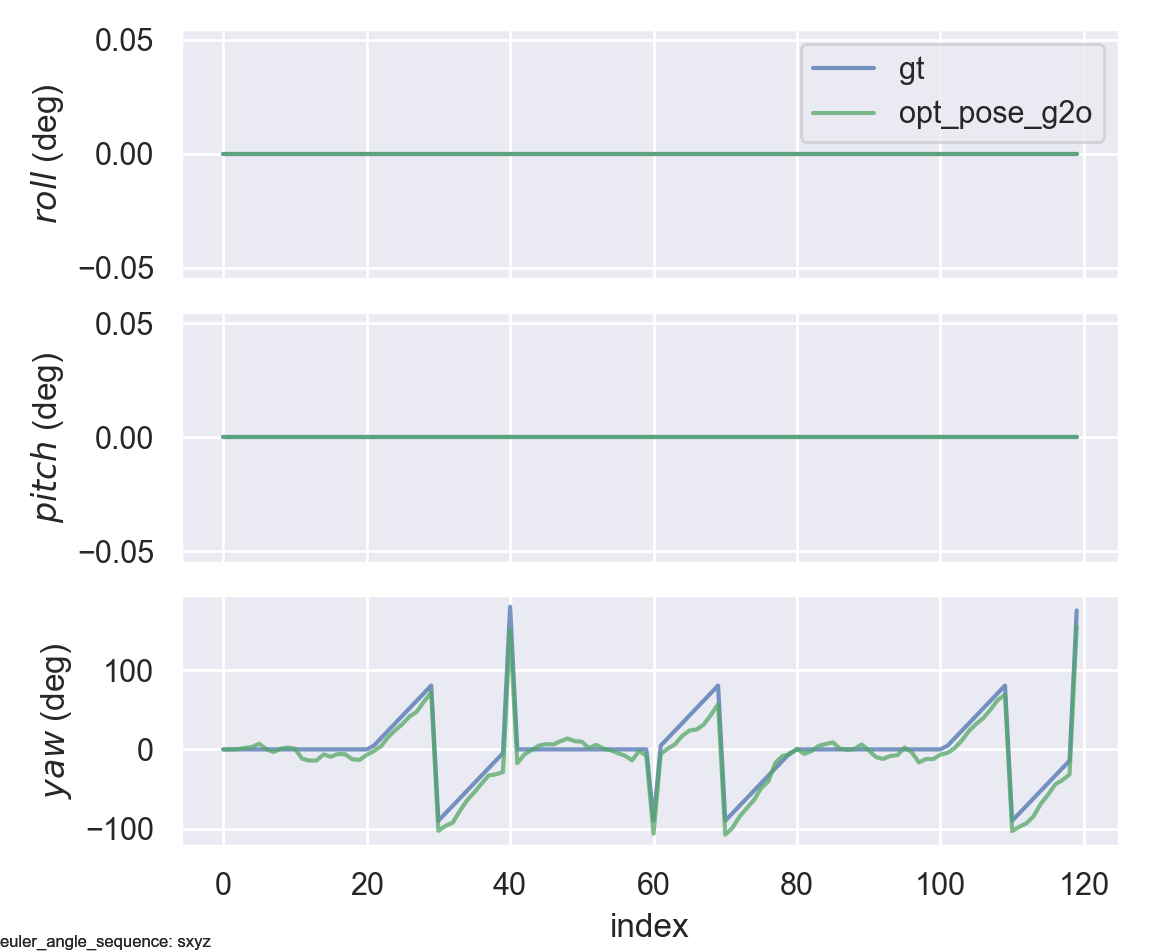 0.05
0.00
−0.05
roll (deg)
gt
opt_pose_g2o
0.05
0.00
−0.05
pitch (deg)
100
0
−100
yaw (deg)
0 20 40 60 80 100 120
index
euler_angle_sequence: sxyz